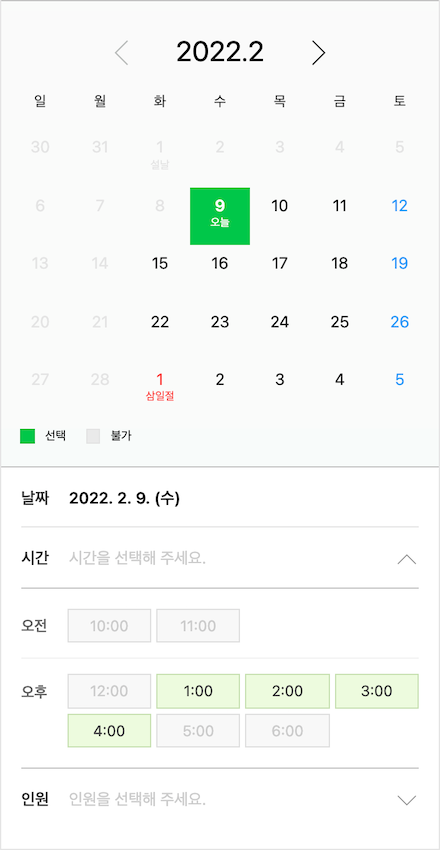 2022.2
일 월 화 수 목 금 토
30 31 1 2 3 4 5
설날
6 7 8 9 10 11 12
오늘
13 14 15 16 17 18 19
20 21 22 23 24 25 26
27 28 1 2 3 4 5
삼일절
선택 불가
날짜 2022. 2. 9. (수)
시간 시간을 선택해 주세요.
오전 10:00 11:00
오후 12:00 1:00 2:00 3:00
4:00 5:00 6:00
인원 인원을 선택해 주세요.